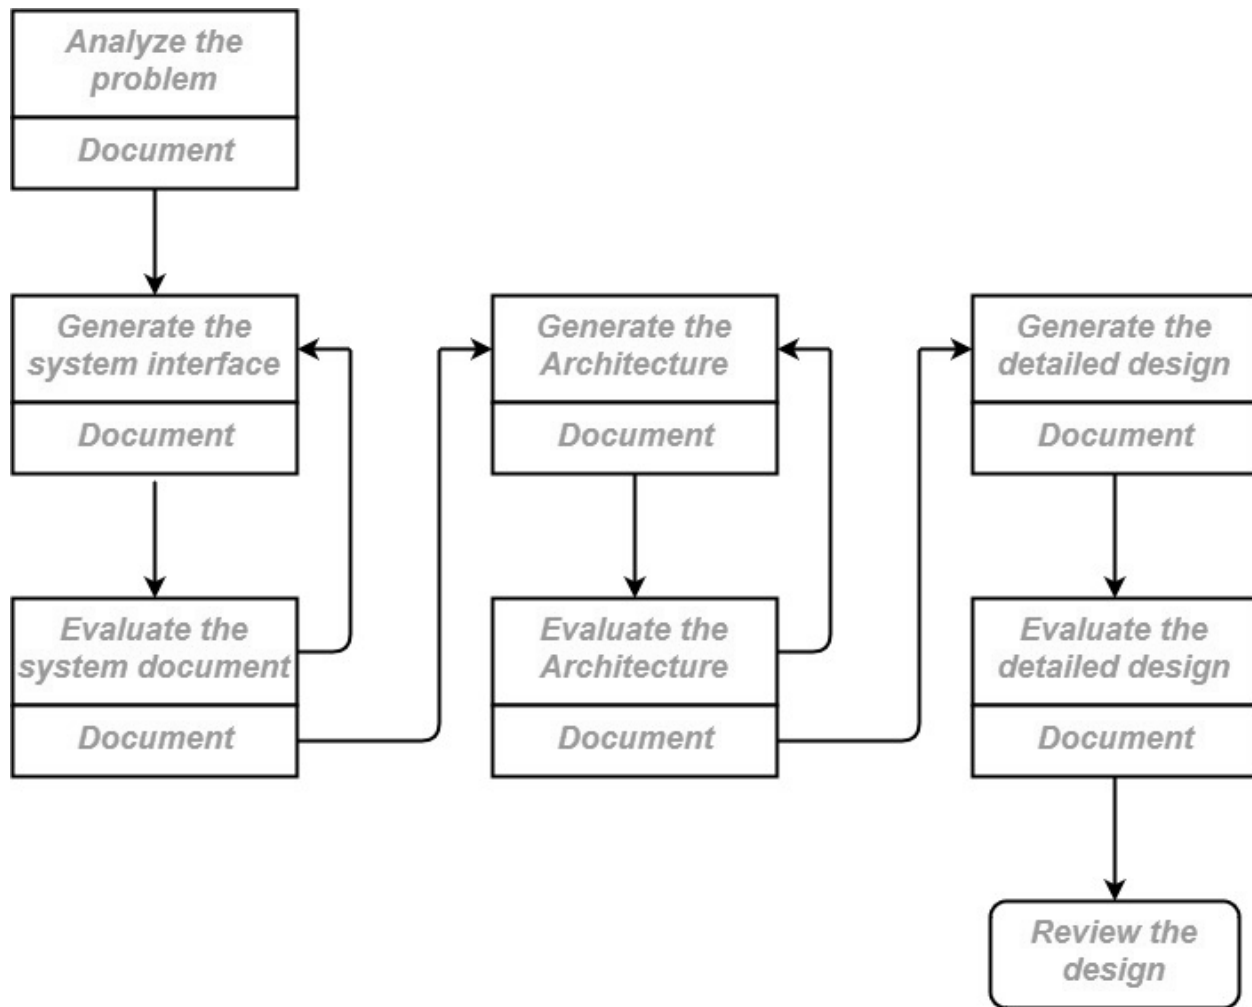 Analyze the
problem
Document
Generate the
system interface
Document
Evaluate the
system document
Document
Generate the
Architecture
Document
Evaluate the
Architecture
Document
Generate the
detailed design
Document
Evaluate the
detailed design
Document
Review the
design